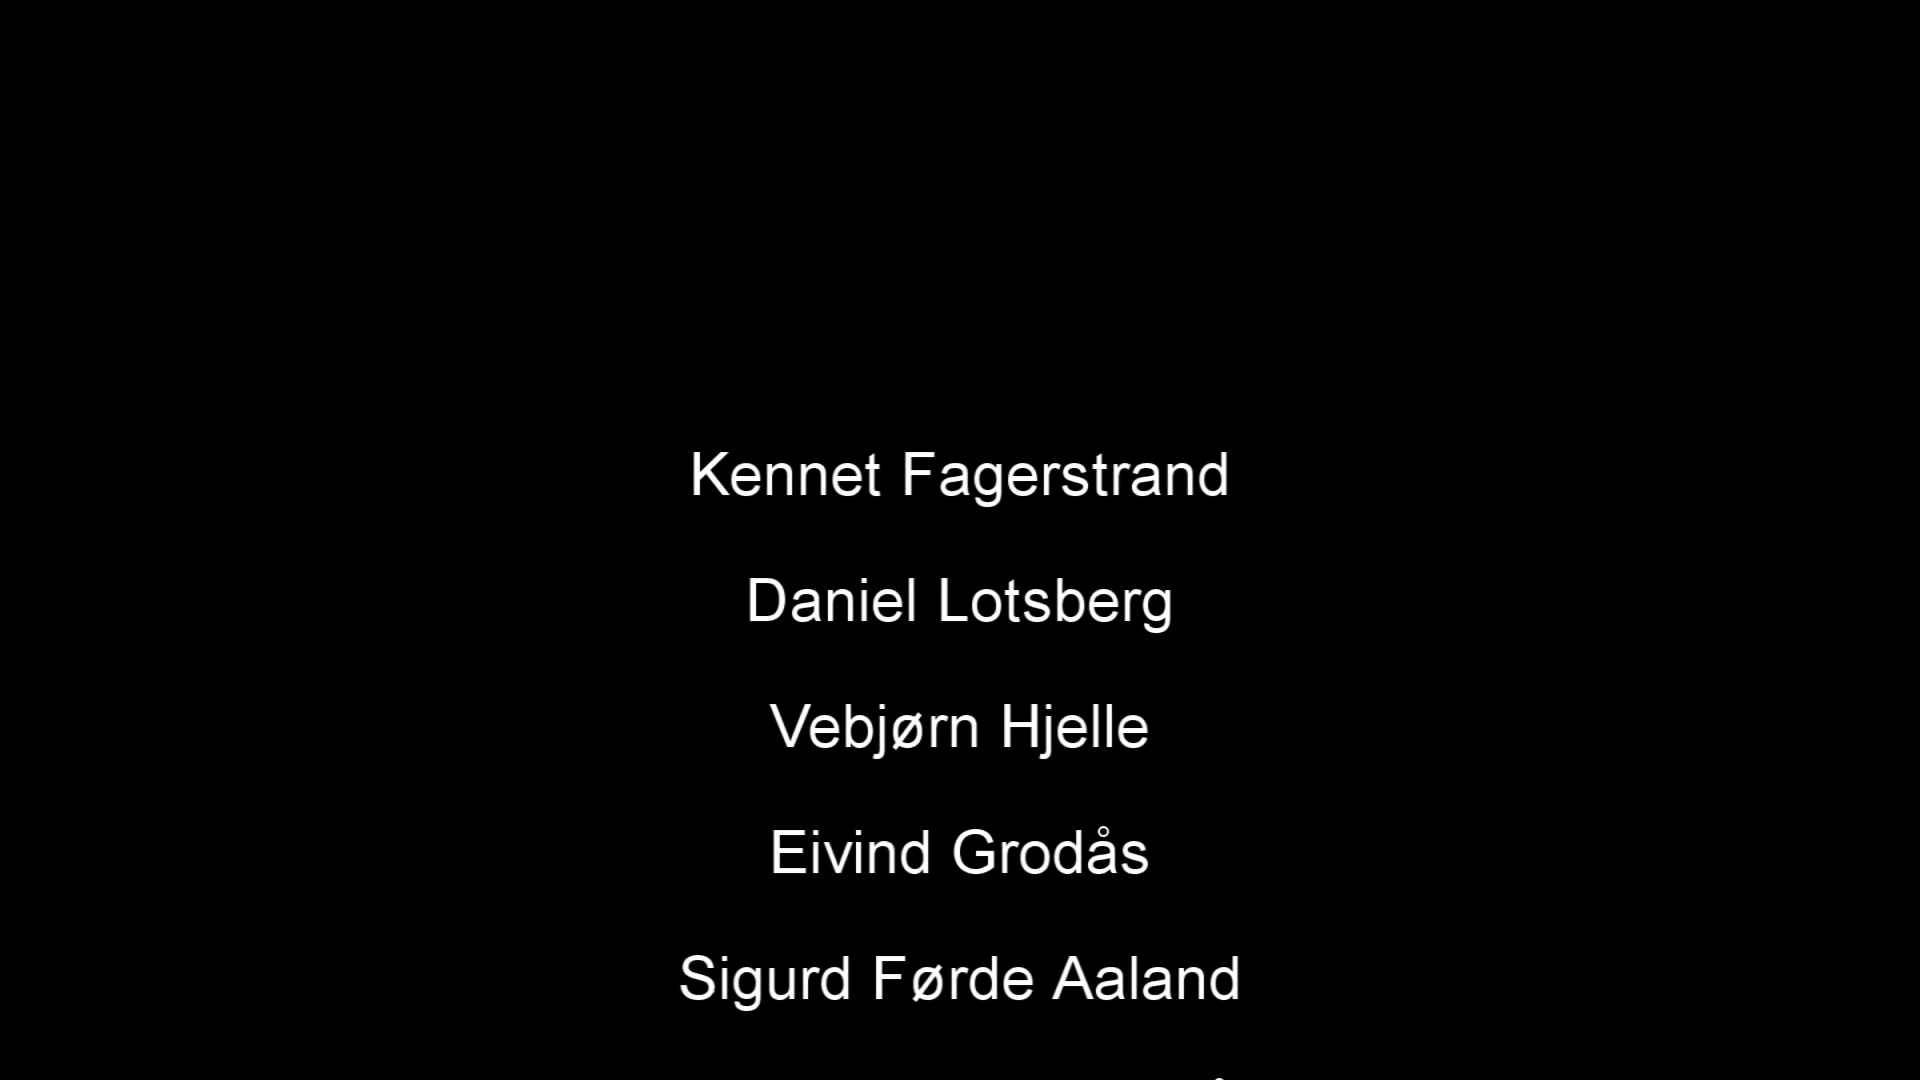 Kennet Fagerstrand
Daniel Lotsberg
Vebjørn Hjelle
Eivind Grodås
Sigurd Førde Aaland